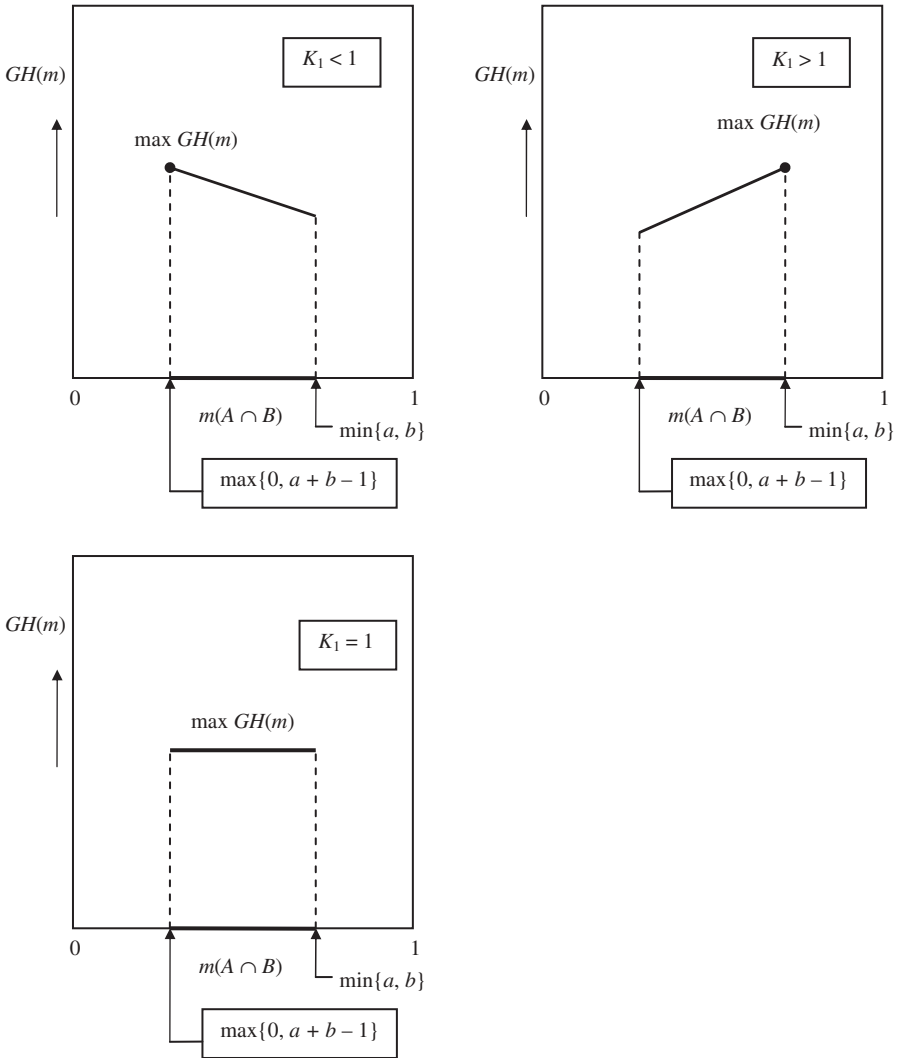 K₁ < 1
GH(m)
max GH(m)
0
1
m(A ∩ B)
min{a, b}
max{0, a + b – 1}
K₁ > 1
GH(m)
max GH(m)
0
1
m(A ∩ B)
min{a, b}
max{0, a + b – 1}
K₁ = 1
GH(m)
max GH(m)
0
1
m(A ∩ B)
min{a, b}
max{0, a + b – 1}